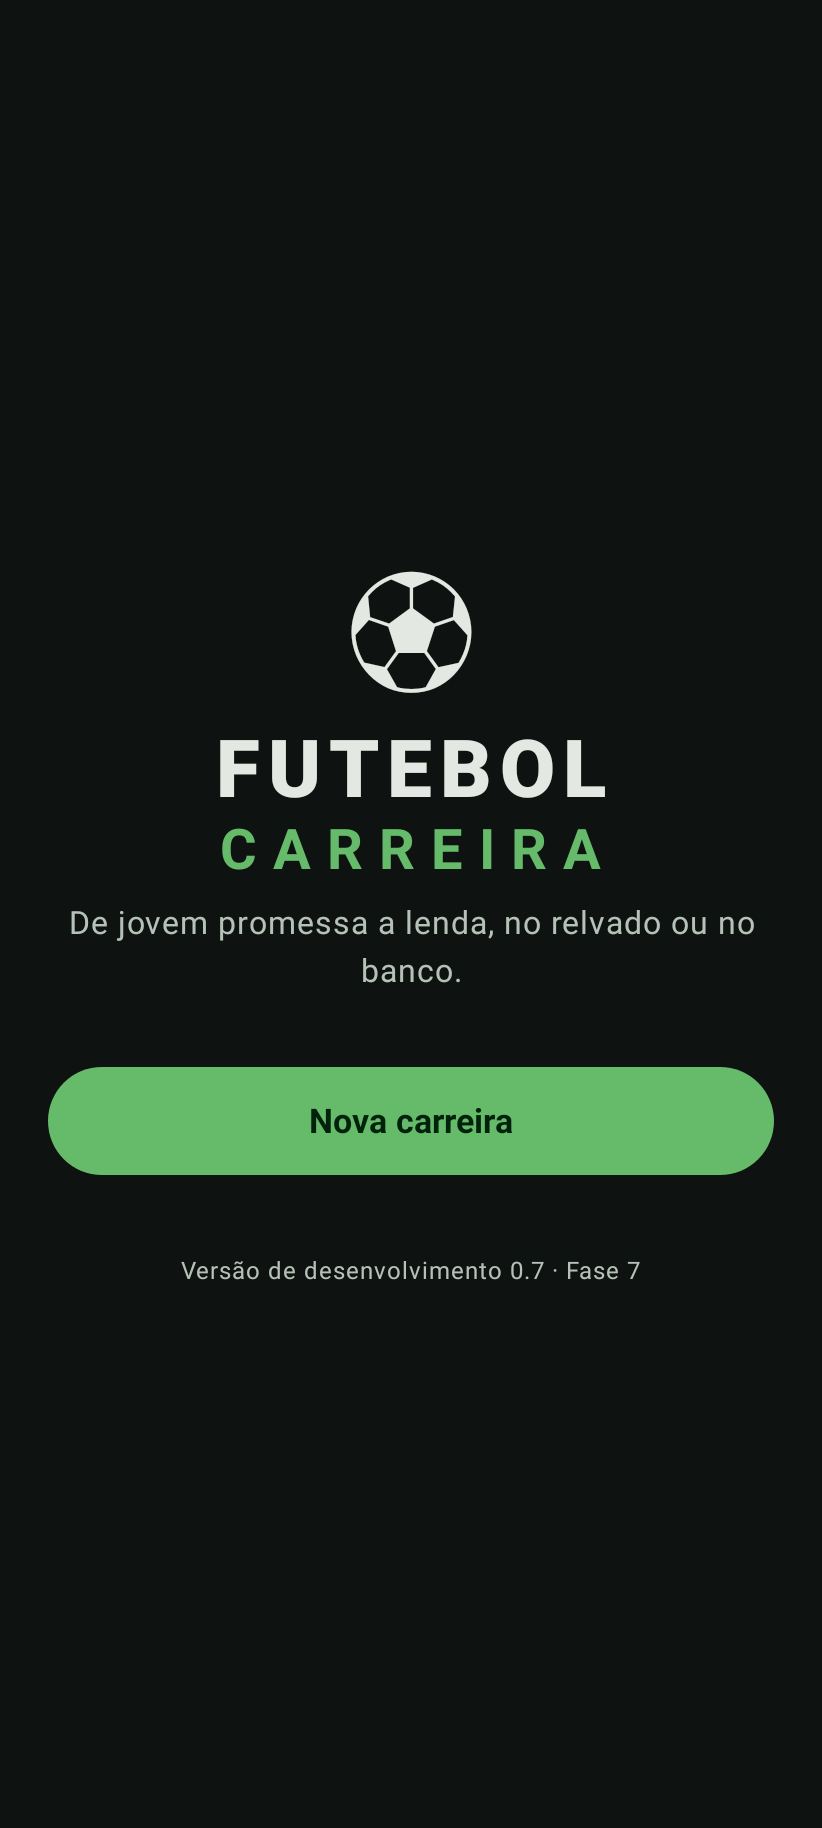 FUTEBOL
CARREIRA
De jovem promessa a lenda, no relvado ou no
banco.
Nova carreira
Versão de desenvolvimento 0.7 · Fase 7